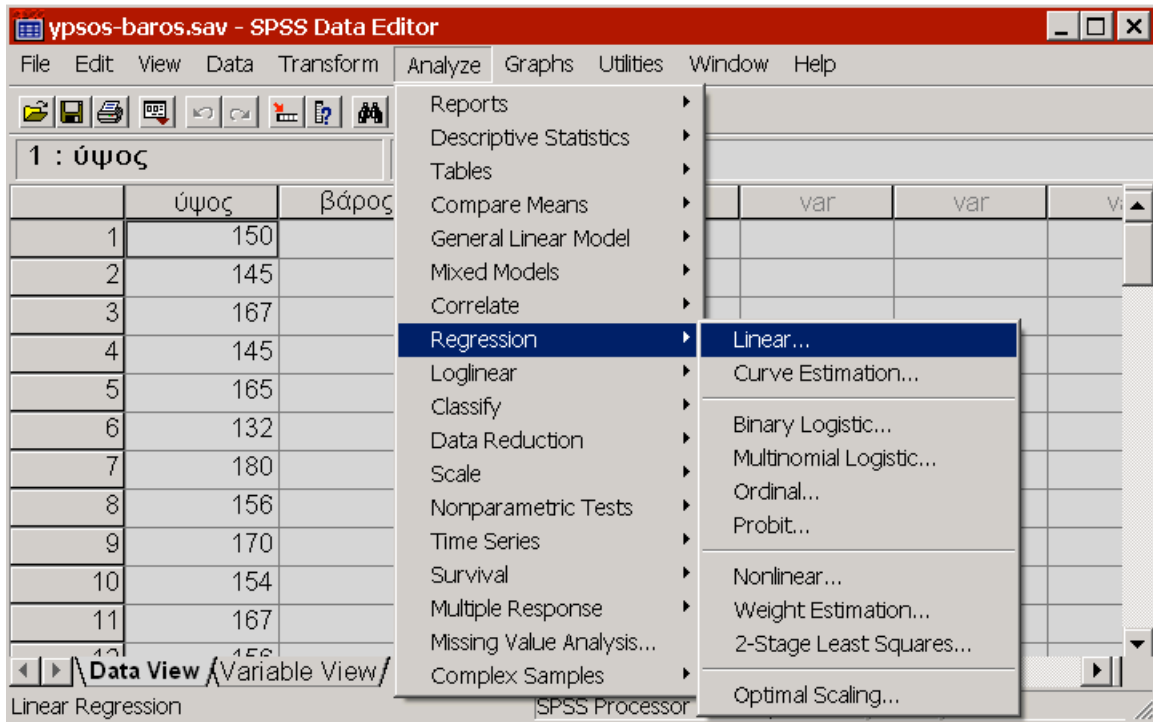 ypsos-baros.sav - SPSS Data Editor
File Edit View Data Transform Analyze Graphs Utilities Window Help
1 : ύψος
ύψος βάρος var var
1 150
2 145
3 167
4 145
5 165
6 132
7 180
8 156
9 170
10 154
11 167
Reports
Descriptive Statistics
Tables
Compare Means
General Linear Model
Mixed Models
Correlate
Regression
Loglinear
Classify
Data Reduction
Scale
Nonparametric Tests
Time Series
Survival
Multiple Response
Missing Value Analysis...
Complex Samples
Linear...
Curve Estimation...
Binary Logistic...
Multinomial Logistic...
Ordinal...
Probit...
Nonlinear...
Weight Estimation...
2-Stage Least Squares...
Optimal Scaling...
Data View Variable View
Linear Regression SPSS Processor